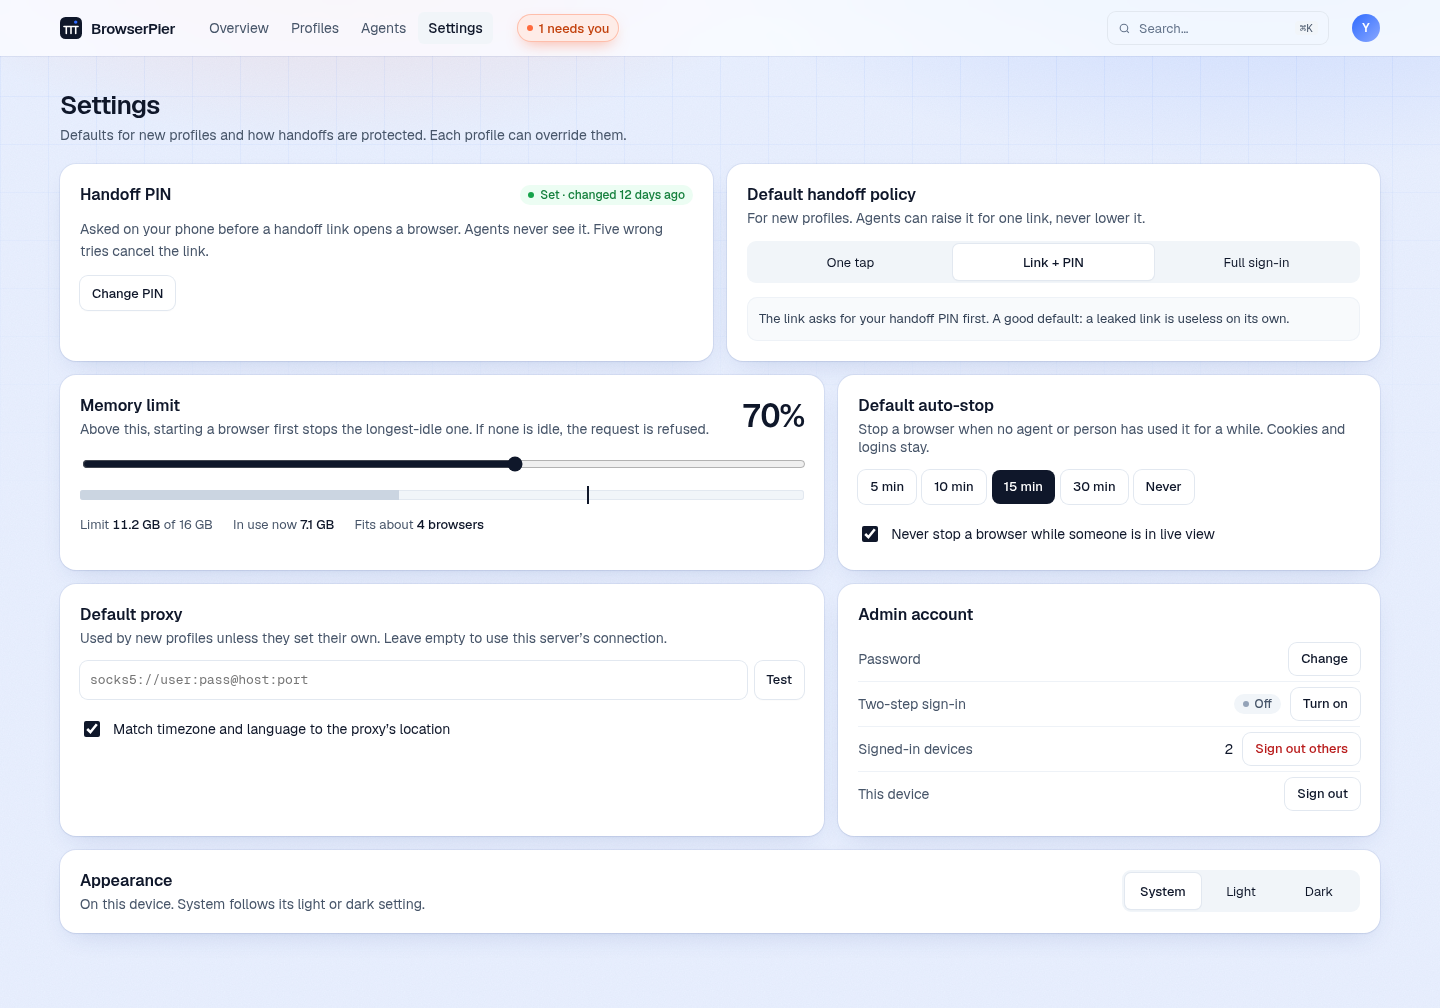 BrowserPier
Overview
Profiles
Agents
Settings
1 needs you
Search...
⌘K
Y
Settings
Defaults for new profiles and how handoffs are protected. Each profile can override them.
Handoff PIN
Set · changed 12 days ago
Asked on your phone before a handoff link opens a browser. Agents never see it. Five wrong
tries cancel the link.
Change PIN
Default handoff policy
For new profiles. Agents can raise it for one link, never lower it.
One tap
Link + PIN
Full sign-in
The link asks for your handoff PIN first. A good default: a leaked link is useless on its own.
Memory limit
Above this, starting a browser first stops the longest-idle one. If none is idle, the request is refused.
70%
Limit 11.2 GB of 16 GB
In use now 7.1 GB
Fits about 4 browsers
Default auto-stop
Stop a browser when no agent or person has used it for a while. Cookies and
logins stay.
5 min
10 min
15 min
30 min
Never
Never stop a browser while someone is in live view
Default proxy
Used by new profiles unless they set their own. Leave empty to use this server's connection.
socks5://user:pass@host:port
Test
Match timezone and language to the proxy's location
Admin account
Password
Change
Two-step sign-in
Off
Turn on
Signed-in devices
2
Sign out others
This device
Sign out
Appearance
On this device. System follows its light or dark setting.
System
Light
Dark